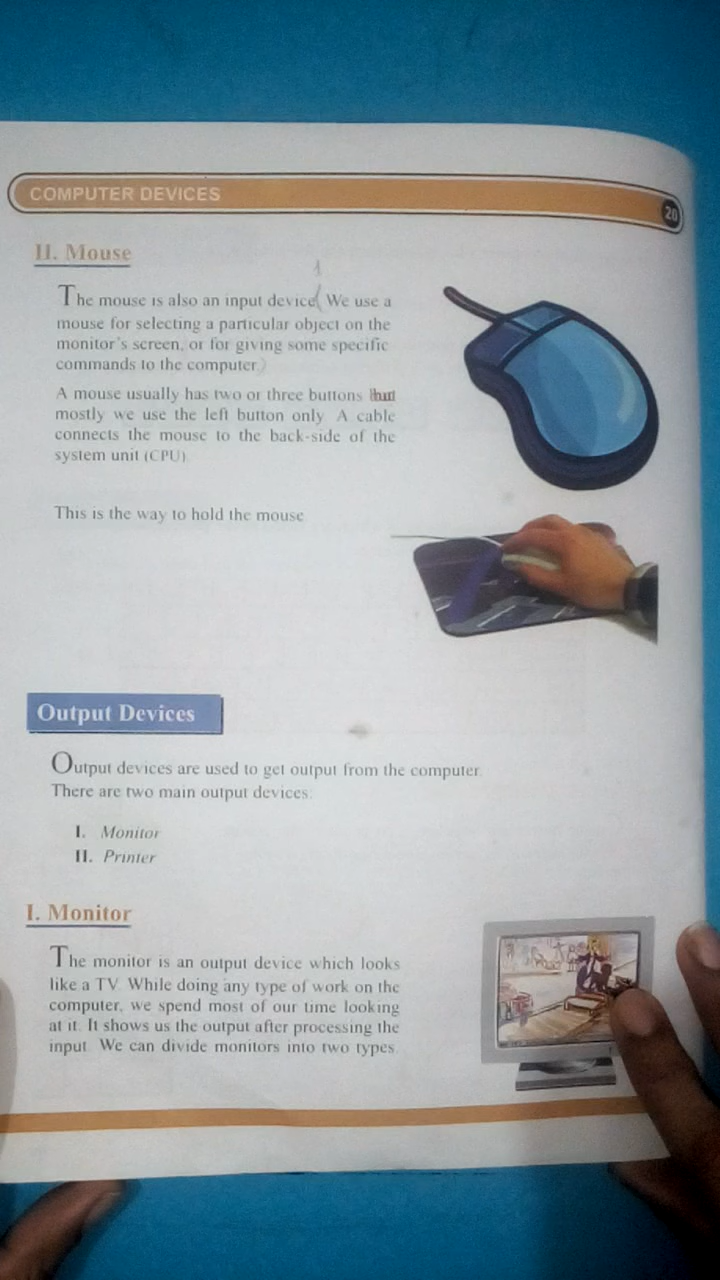 COMPUTER DEVICES
20
II. Mouse
The mouse is also an input device. We use a
mouse for selecting a particular object on the
monitor's screen, or for giving some specific
commands to the computer.
A mouse usually has two or three buttons but
mostly we use the left button only. A cable
connects the mouse to the back-side of the
system unit (CPU).
This is the way to hold the mouse
Output Devices
Output devices are used to get output from the computer.
There are two main output devices:
I. Monitor
II. Printer
I. Monitor
The monitor is an output device which looks
like a TV. While doing any type of work on the
computer, we spend most of our time looking
at it. It shows us the output after processing the
input. We can divide monitors into two types.